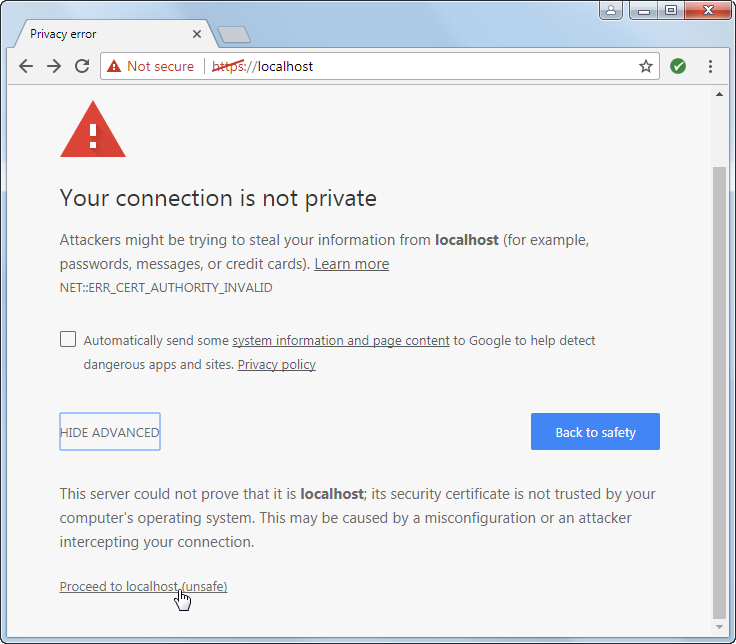 Privacy error
Not secure https://localhost
Your connection is not private
Attackers might be trying to steal your information from localhost (for example,
passwords, messages, or credit cards). Learn more
NET::ERR_CERT_AUTHORITY_INVALID
Automatically send some system information and page content to Google to help detect
dangerous apps and sites. Privacy policy
HIDE ADVANCED
Back to safety
This server could not prove that it is localhost; its security certificate is not trusted by your
computer's operating system. This may be caused by a misconfiguration or an attacker
intercepting your connection.
Proceed to localhost (unsafe)